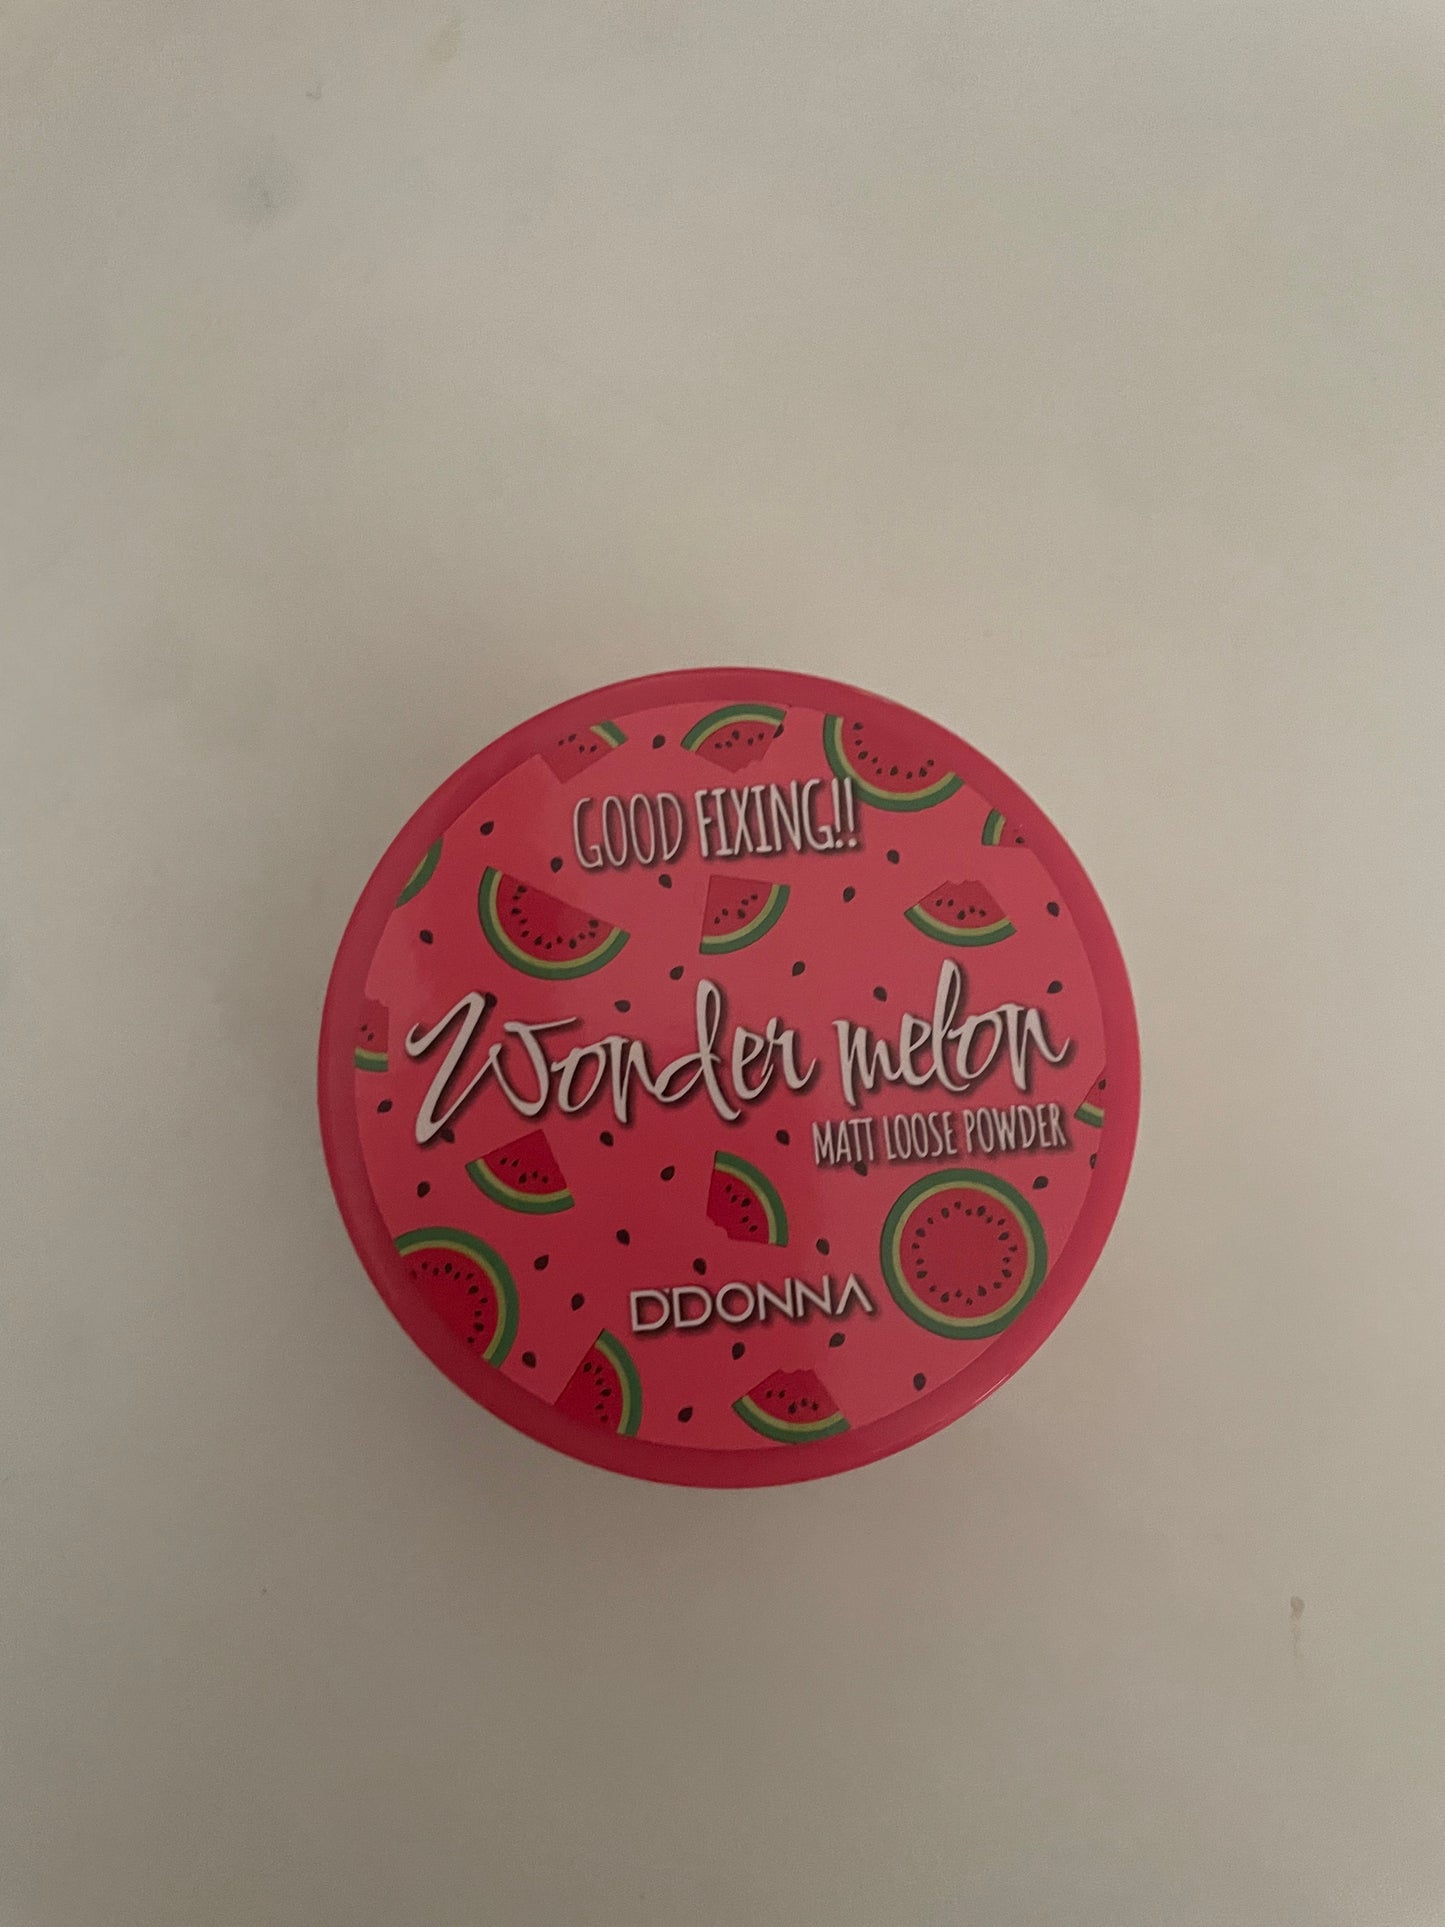 GOOD FIXING!!
Wonder melon
MATT LOOSE POWDER
D'DONNA